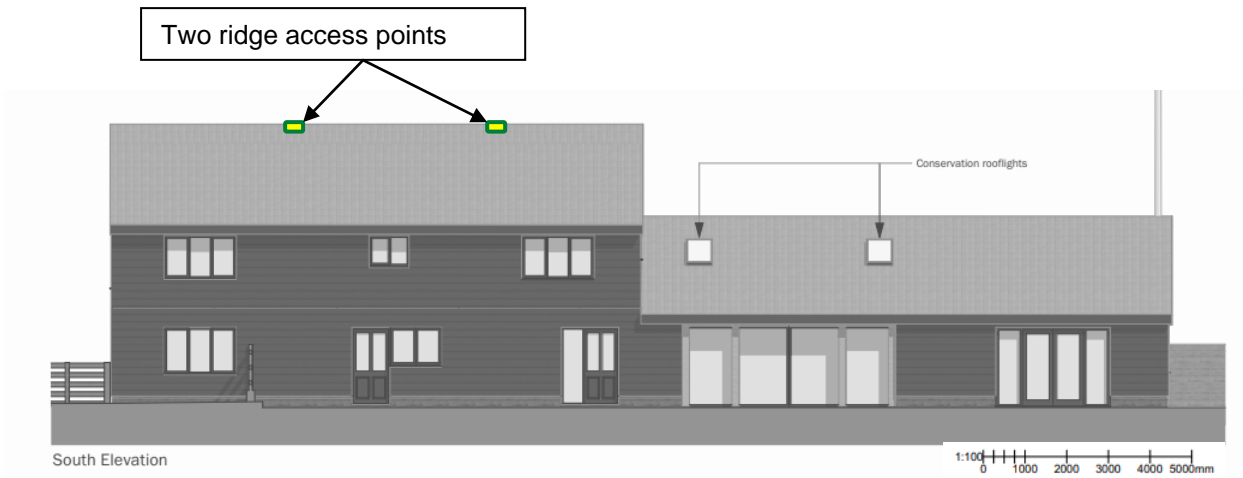 Two ridge access points
Conservation rooflights
South Elevation
1:100
0 1000 2000 3000 4000 5000mm